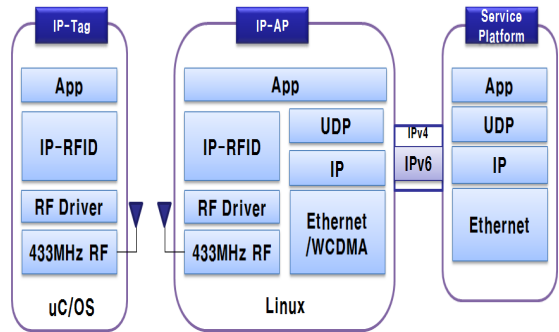 IP-Tag
App
IP-RFID
RF Driver
433MHz RF
uC/OS
IP-AP
App
IP-RFID
RF Driver
433MHz RF
UDP
IP
Ethernet
/WCDMA
Linux
IPv4
IPv6
Service
Platform
App
UDP
IP
Ethernet